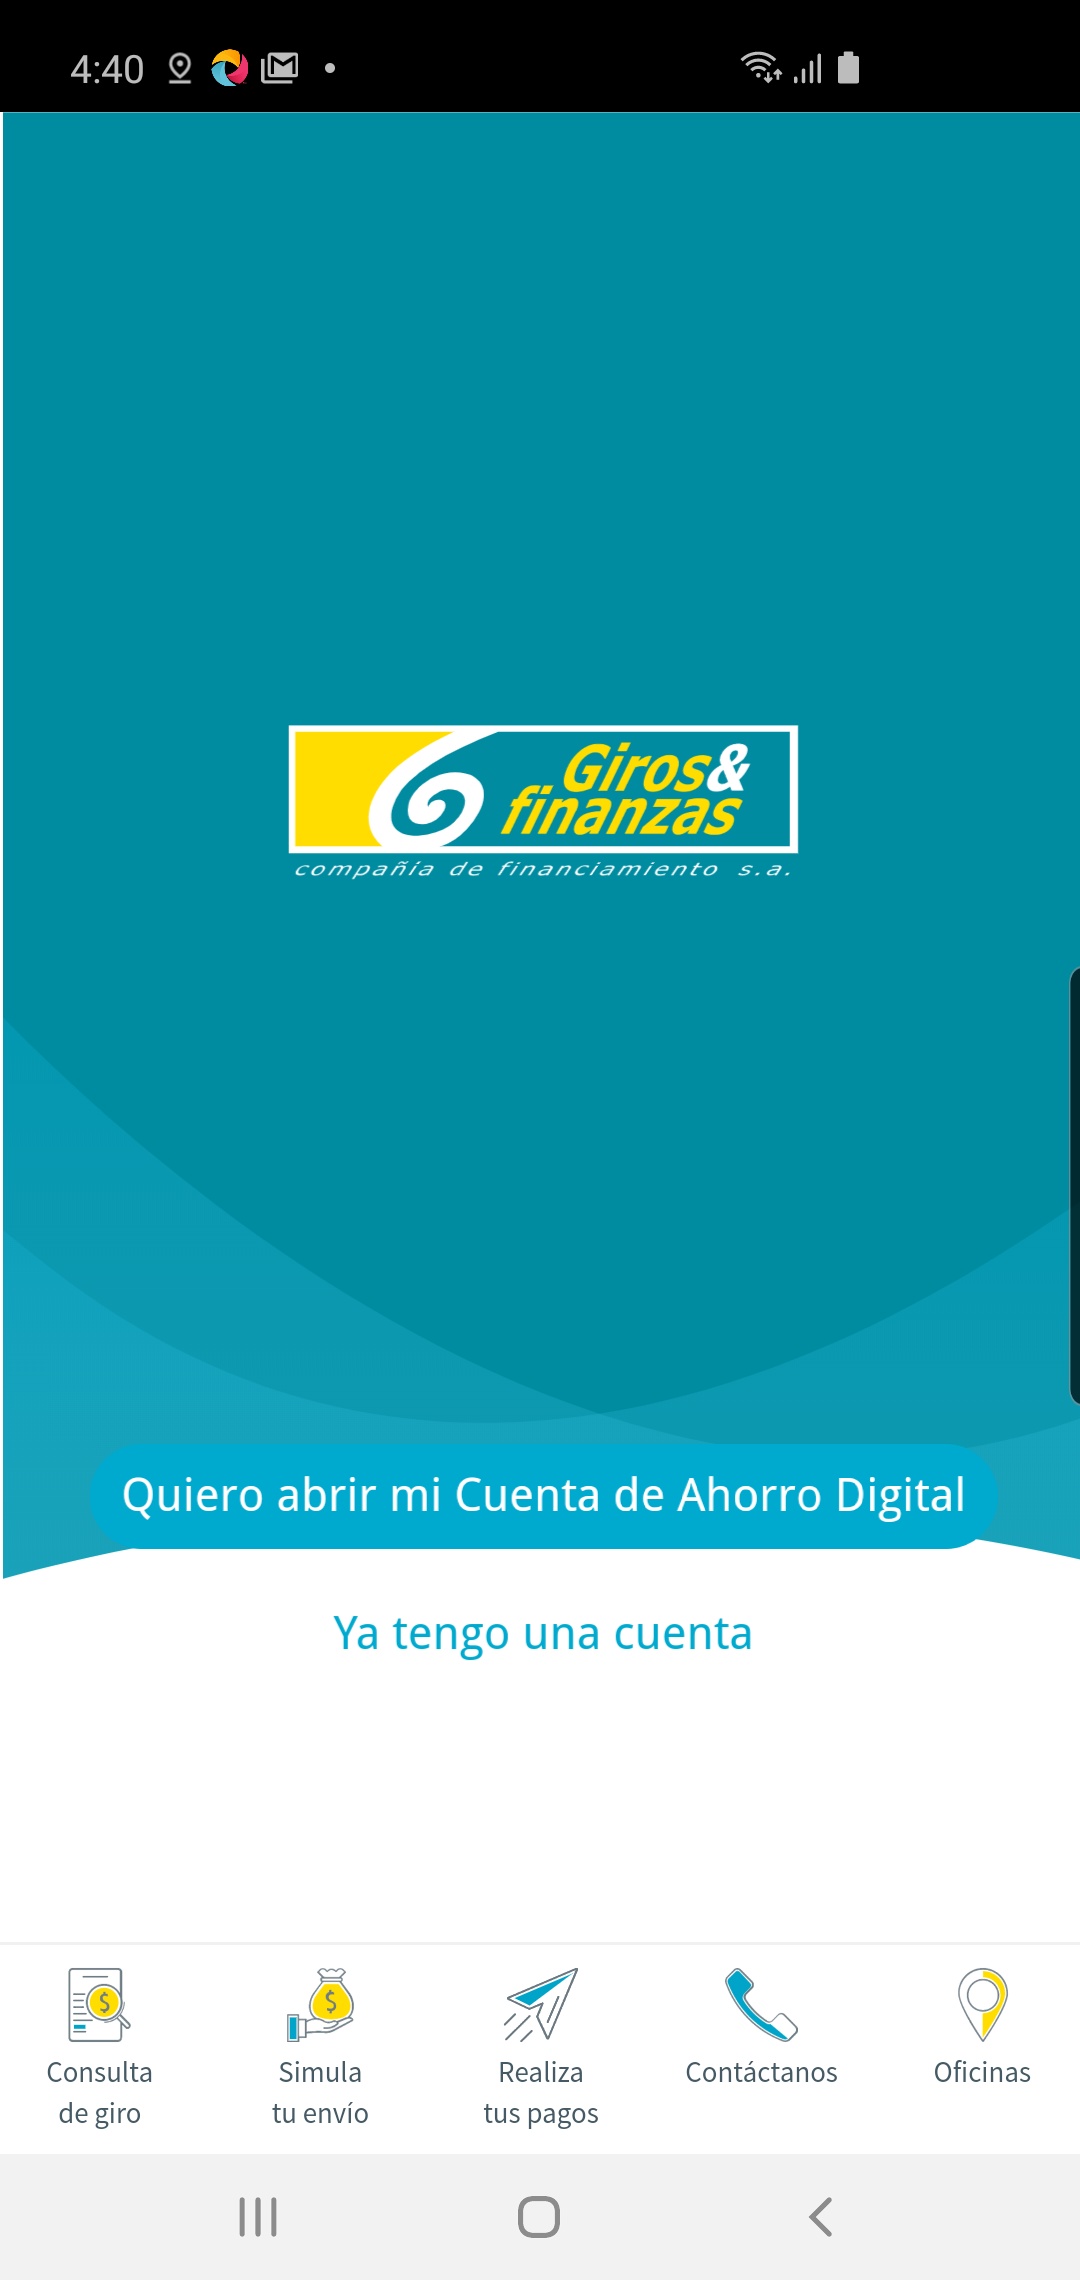 4:40
Giros&
finanzas
compañía de financiamiento s.a.
Quiero abrir mi Cuenta de Ahorro Digital
Ya tengo una cuenta
Consulta
de giro
Simula
tu envío
Realiza
tus pagos
Contáctanos
Oficinas